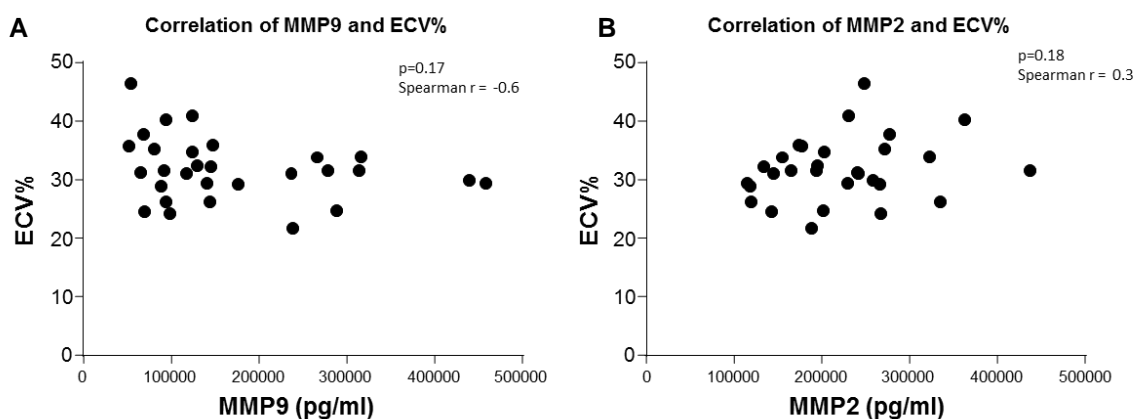 A
Correlation of MMP9 and ECV%
p=0.17
Spearman r = -0.6
ECV%
50
40
30
20
10
0
0 100000 200000 300000 400000 500000
MMP9 (pg/ml)
B
Correlation of MMP2 and ECV%
p=0.18
Spearman r = 0.3
ECV%
50
40
30
20
10
0
0 100000 200000 300000 400000 500000
MMP2 (pg/ml)